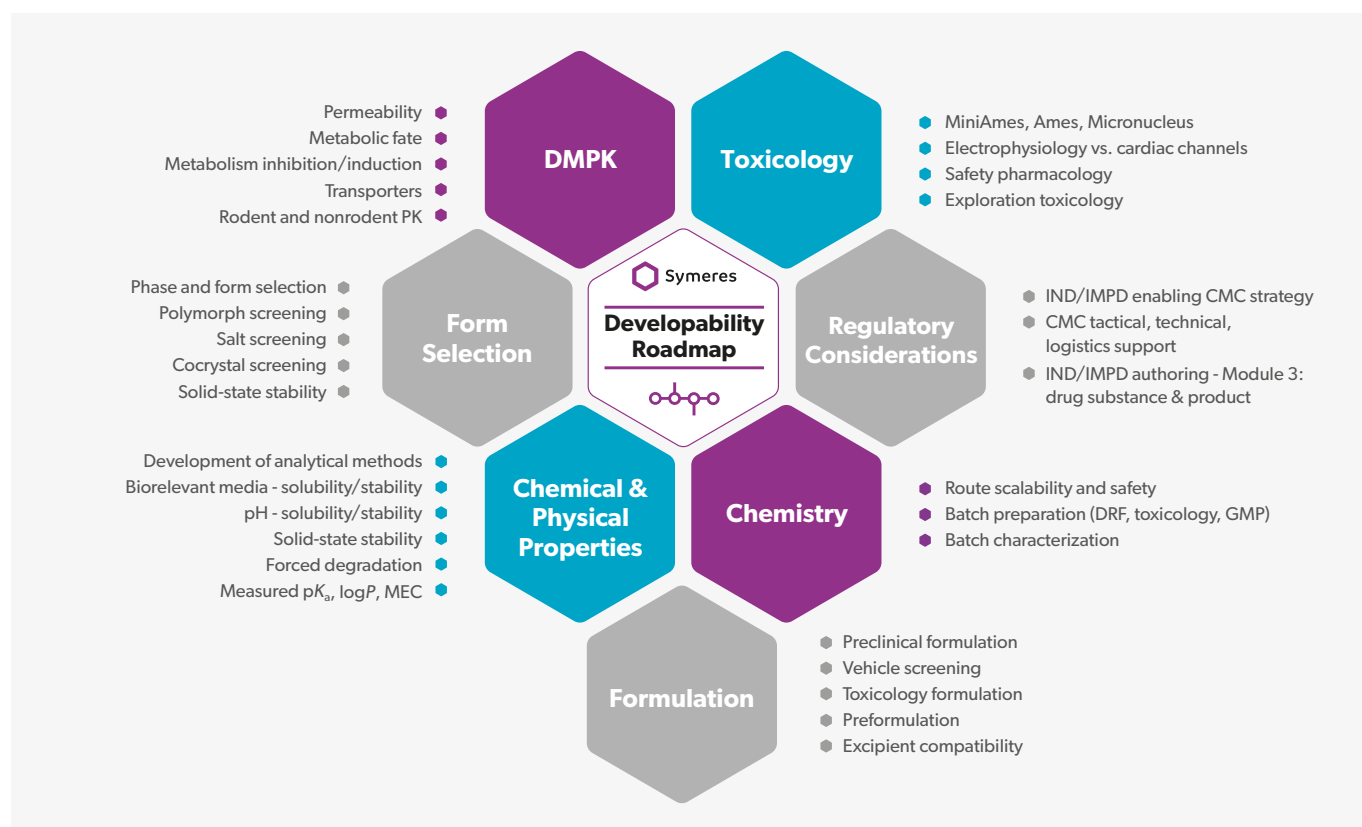 DMPK
Permeability
Metabolic fate
Metabolism inhibition/induction
Transporters
Rodent and nonrodent PK
Toxicology
MiniAmes, Ames, Micronucleus
Electrophysiology vs. cardiac channels
Safety pharmacology
Exploration toxicology
Form
Selection
Phase and form selection
Polymorph screening
Salt screening
Cocrystal screening
Solid-state stability
Symeres
Developability
Roadmap
Regulatory
Considerations
IND/IMPD enabling CMC strategy
CMC tactical, technical,
logistics support
IND/IMPD authoring - Module 3:
drug substance & product
Chemical &
Physical
Properties
Development of analytical methods
Biorelevant media - solubility/stability
pH - solubility/stability
Solid-state stability
Forced degradation
Measured pKa, logP, MEC
Chemistry
Route scalability and safety
Batch preparation (DRF, toxicology, GMP)
Batch characterization
Formulation
Preclinical formulation
Vehicle screening
Toxicology formulation
Preformulation
Excipient compatibility